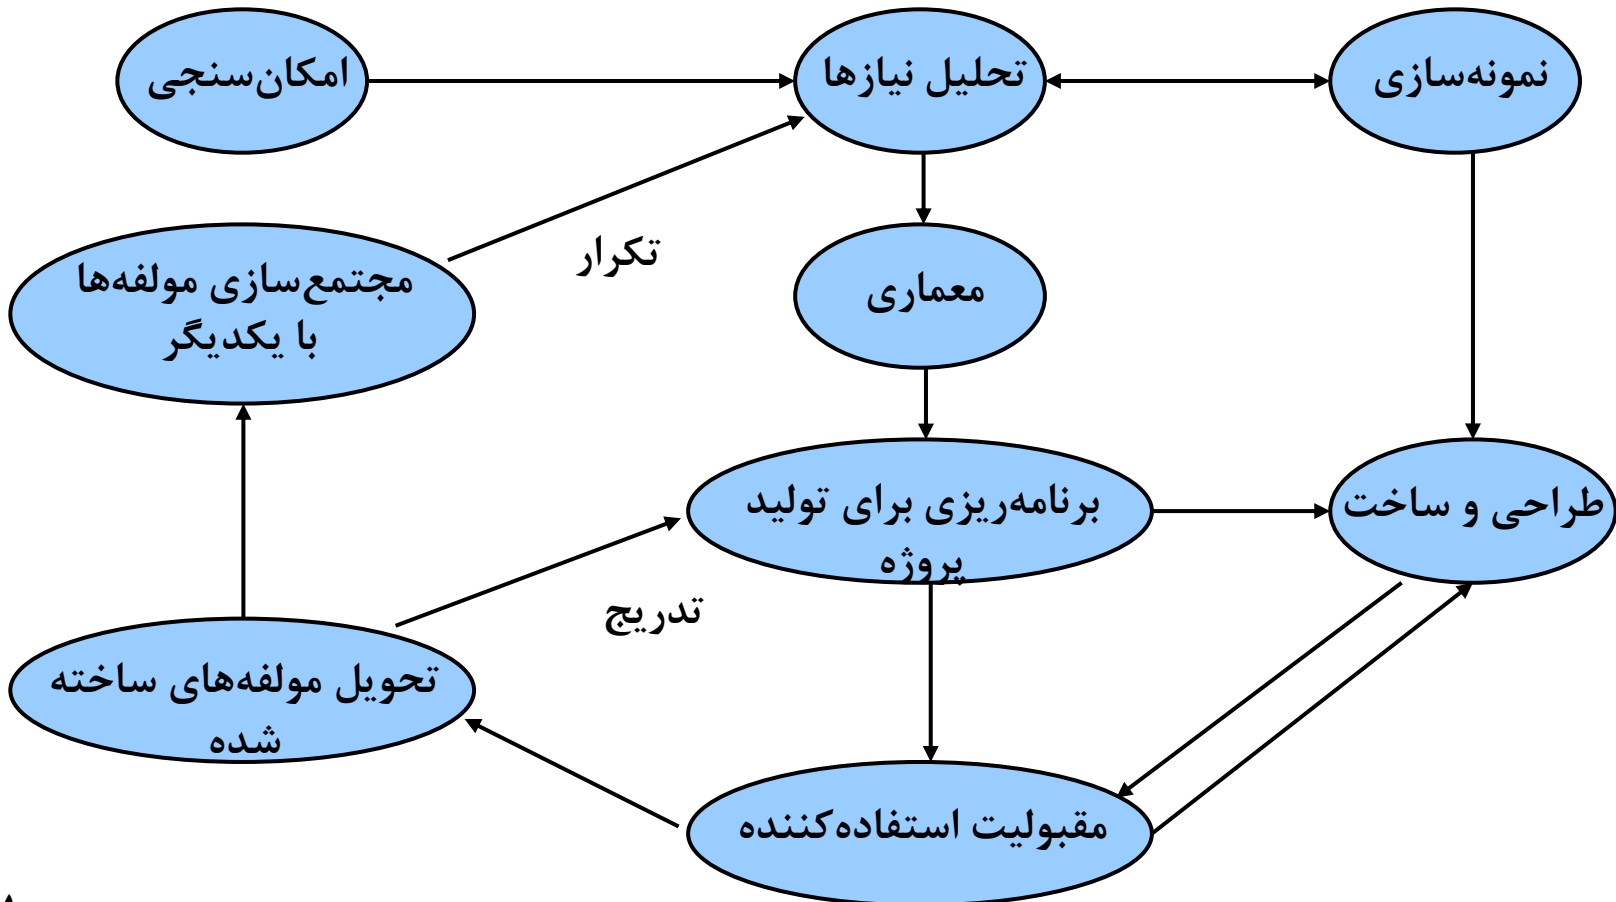 امکان‌سنجی
تحلیل نیازها
نمونه‌سازی
تکرار
مجتمع‌سازی مولفه‌ها
با یکدیگر
معماری
برنامه‌ریزی برای تولید
پروژه
طراحی و ساخت
تدریج
تحویل مولفه‌های ساخته
شده
مقبولیت استفاده‌کننده